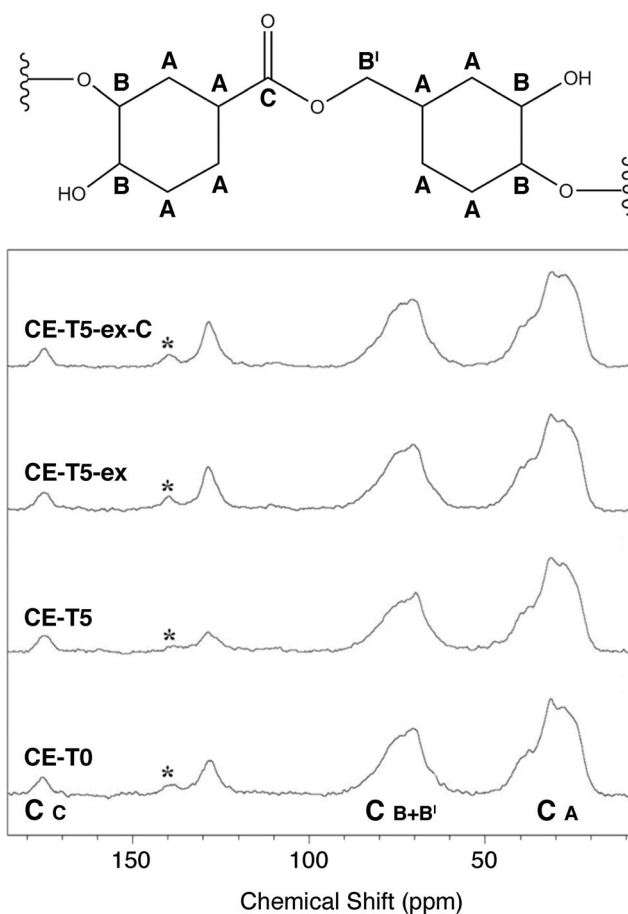 O
A A B' A
O B A C O A B OH
HO B A A A B O
A A
CE-T5-ex-C *
CE-T5-ex *
CE-T5 *
CE-T0 *
C C C B+B' C A
150 100 50
Chemical Shift (ppm)